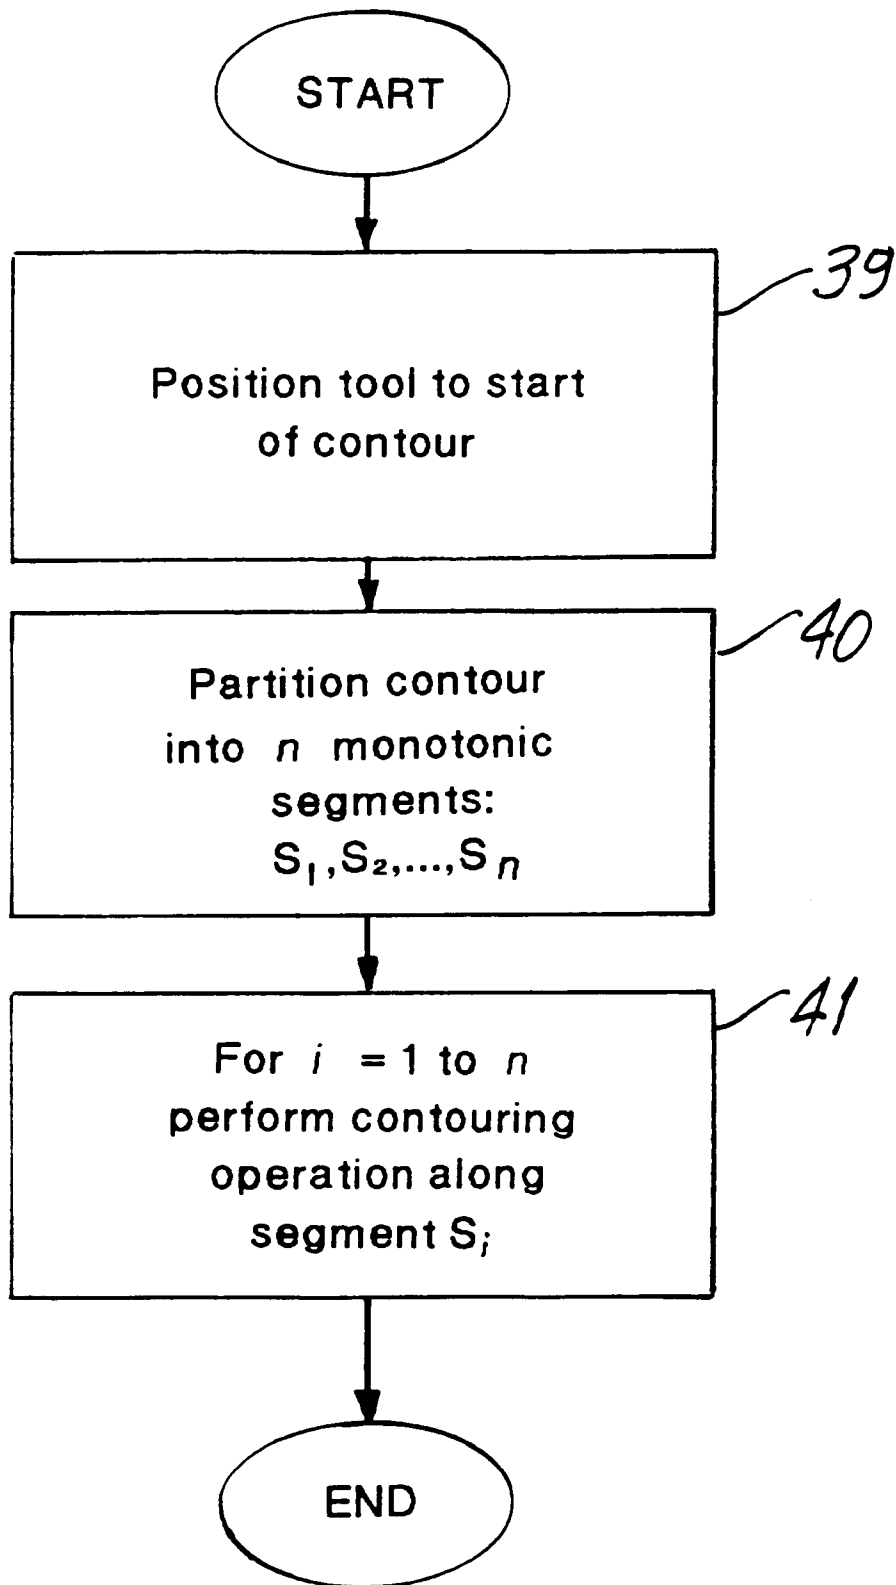 START
39
Position tool to start
of contour
40
Partition contour
into n monotonic
segments:
S₁,S₂,...,Sₙ
41
For i = 1 to n
perform contouring
operation along
segment Sᵢ
END